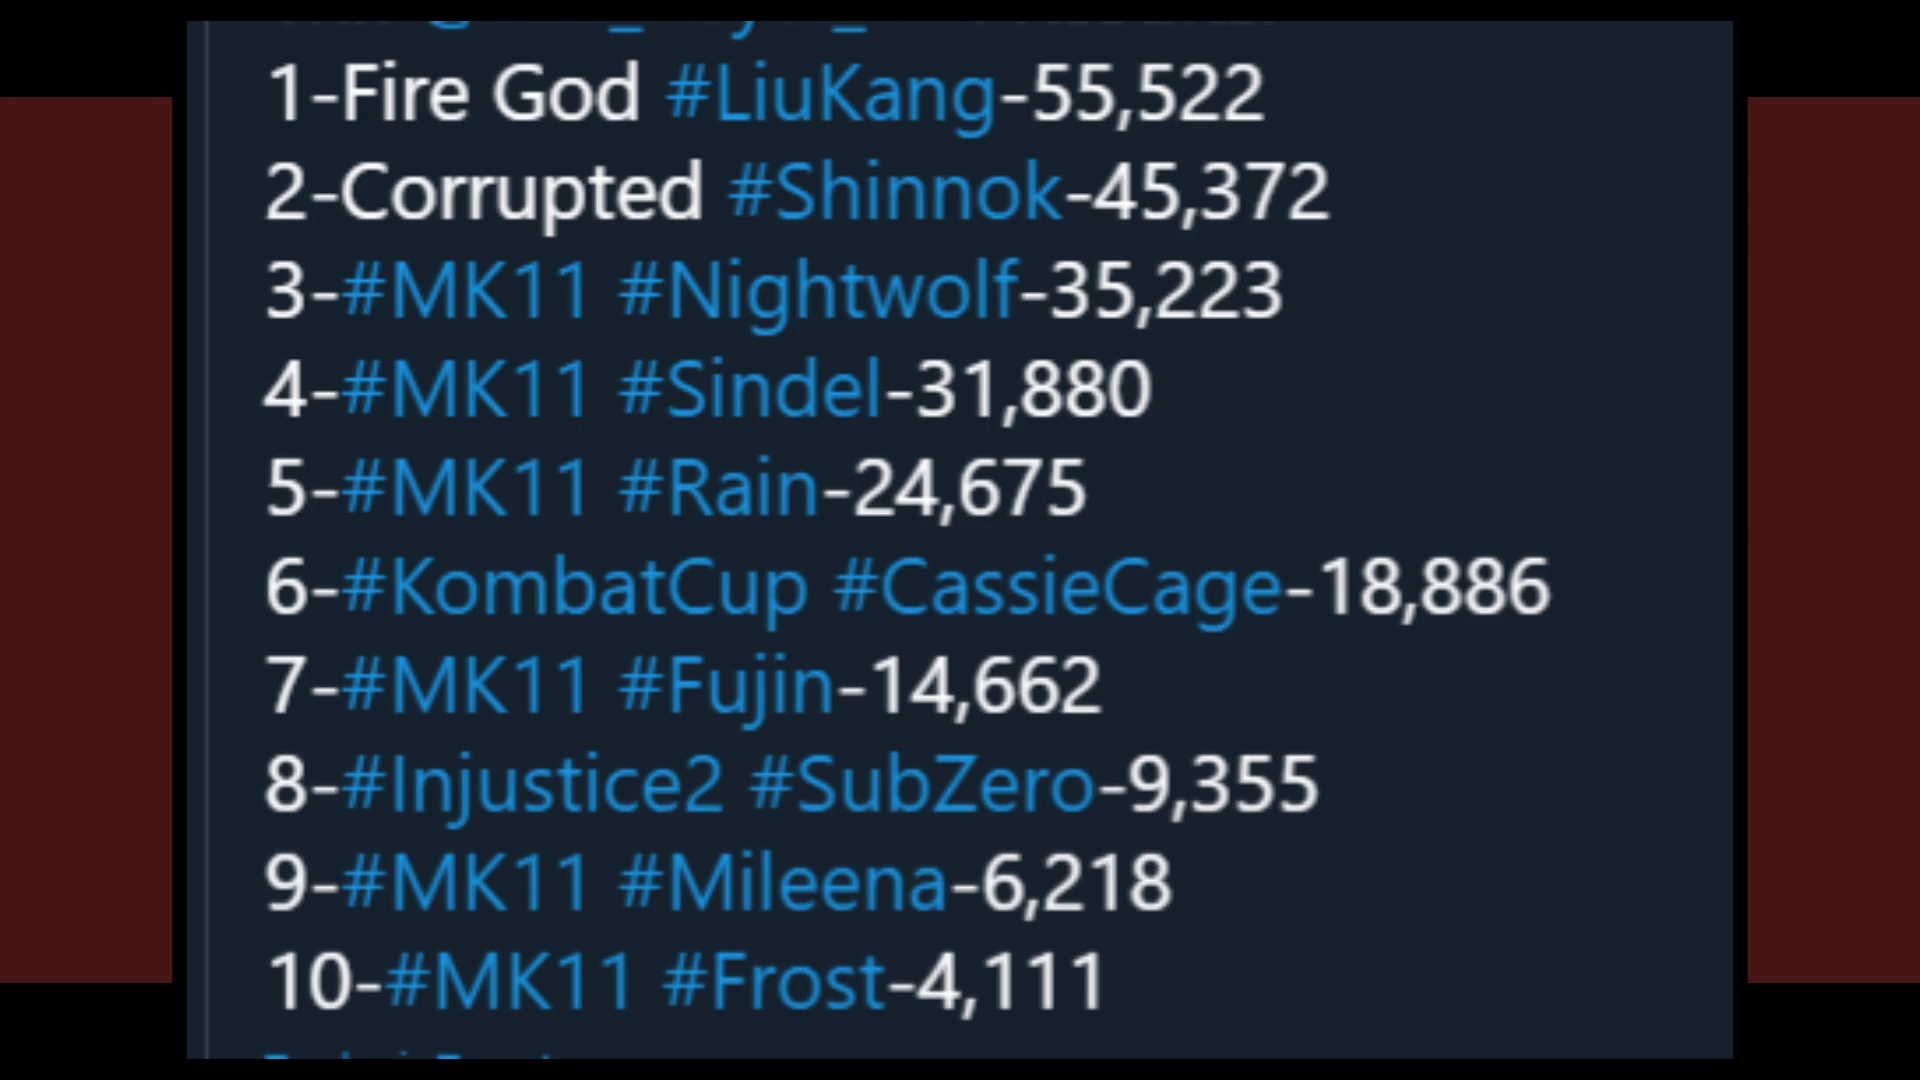 1-Fire God #LiuKang-55,522
2-Corrupted #Shinnok-45,372
3-#MK11 #Nightwolf-35,223
4-#MK11 #Sindel-31,880
5-#MK11 #Rain-24,675
6-#KombatCup #CassieCage-18,886
7-#MK11 #Fujin-14,662
8-#Injustice2 #SubZero-9,355
9-#MK11 #Mileena-6,218
10-#MK11 #Frost-4,111